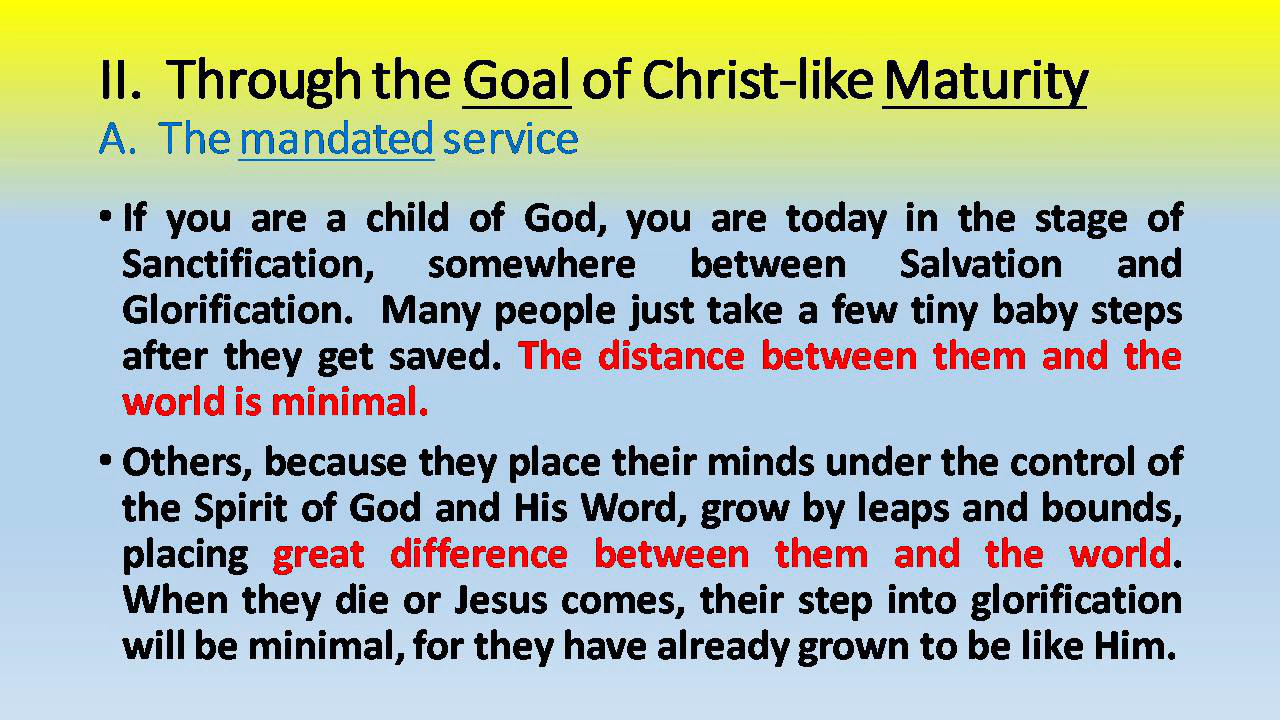 II. Through the Goal of Christ-like Maturity
A. The mandated service
• If you are a child of God, you are today in the stage of
Sanctification, somewhere between Salvation and
Glorification. Many people just take a few tiny baby steps
after they get saved. The distance between them and the
world is minimal.
• Others, because they place their minds under the control of
the Spirit of God and His Word, grow by leaps and bounds,
placing great difference between them and the world.
When they die or Jesus comes, their step into glorification
will be minimal, for they have already grown to be like Him.